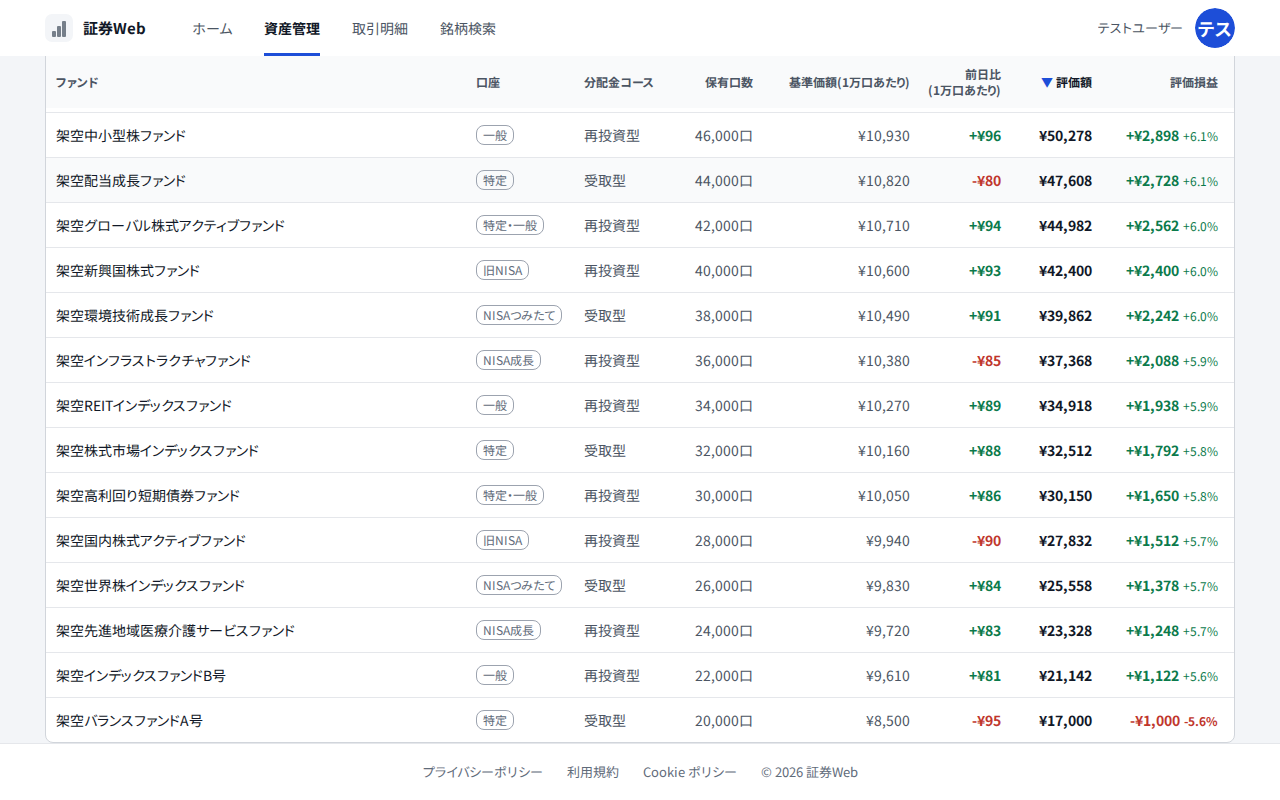 証券Web ホーム 資産管理 取引明細 銘柄検索 テストユーザー テス
ファンド 口座 分配金コース 保有口数 基準価額(1万口あたり) 前日比 (1万口あたり) ▼評価額 評価損益
架空中小型株ファンド 一般 再投資型 46,000口 ¥10,930 +¥96 ¥50,278 +¥2,898 +6.1%
架空配当成長ファンド 特定 受取型 44,000口 ¥10,820 -¥80 ¥47,608 +¥2,728 +6.1%
架空グローバル株式アクティブファンド 特定・一般 再投資型 42,000口 ¥10,710 +¥94 ¥44,982 +¥2,562 +6.0%
架空新興国株式ファンド 旧NISA 再投資型 40,000口 ¥10,600 +¥93 ¥42,400 +¥2,400 +6.0%
架空環境技術成長ファンド NISAつみたて 受取型 38,000口 ¥10,490 +¥91 ¥39,862 +¥2,242 +6.0%
架空インフラストラクチャファンド NISA成長 再投資型 36,000口 ¥10,380 -¥85 ¥37,368 +¥2,088 +5.9%
架空REITインデックスファンド 一般 再投資型 34,000口 ¥10,270 +¥89 ¥34,918 +¥1,938 +5.9%
架空株式市場インデックスファンド 特定 受取型 32,000口 ¥10,160 +¥88 ¥32,512 +¥1,792 +5.8%
架空高利回り短期債券ファンド 特定・一般 再投資型 30,000口 ¥10,050 +¥86 ¥30,150 +¥1,650 +5.8%
架空国内株式アクティブファンド 旧NISA 再投資型 28,000口 ¥9,940 -¥90 ¥27,832 +¥1,512 +5.7%
架空世界株インデックスファンド NISAつみたて 受取型 26,000口 ¥9,830 +¥84 ¥25,558 +¥1,378 +5.7%
架空先進地域医療介護サービスファンド NISA成長 再投資型 24,000口 ¥9,720 +¥83 ¥23,328 +¥1,248 +5.7%
架空インデックスファンドB号 一般 再投資型 22,000口 ¥9,610 +¥81 ¥21,142 +¥1,122 +5.6%
架空バランスファンドA号 特定 受取型 20,000口 ¥8,500 -¥95 ¥17,000 -¥1,000 -5.6%
プライバシーポリシー 利用規約 Cookie ポリシー © 2026 証券Web